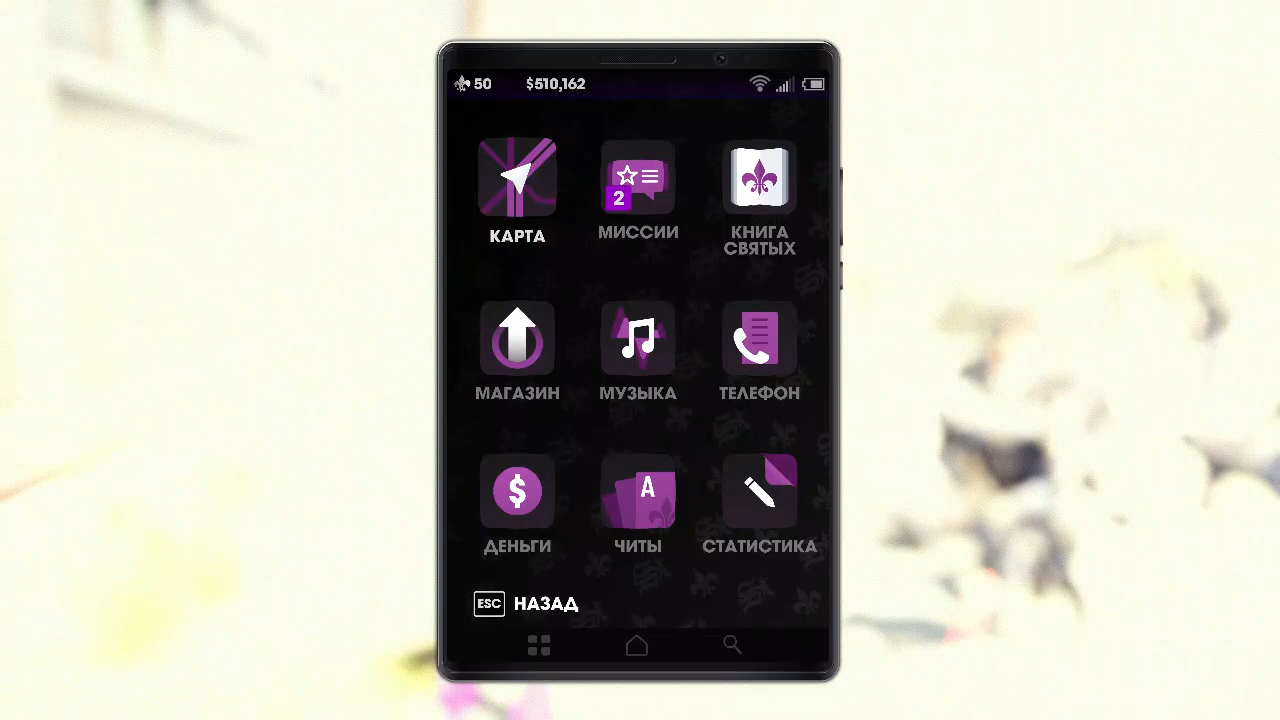 50 $510,162
КАРТА
2
МИССИИ
КНИГА
СВЯТЫХ
МАГАЗИН
МУЗЫКА
ТЕЛЕФОН
$
ДЕНЬГИ
A
ЧИТЫ
СТАТИСТИКА
ESC НАЗАД